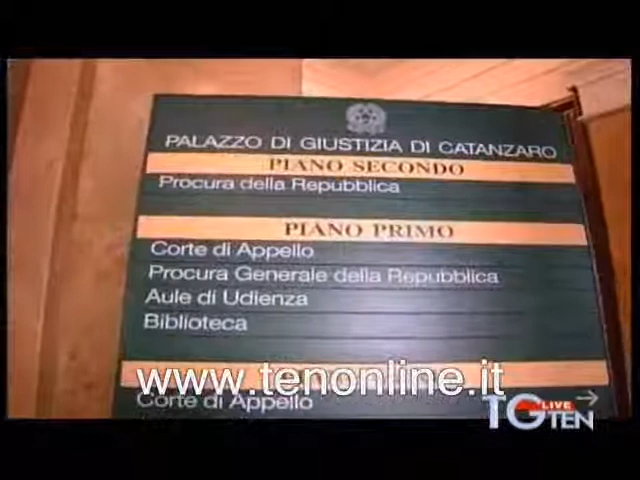 PALAZZO DI GIUSTIZIA DI CATANZARO
PIANO SECONDO
Procura della Repubblica
PIANO PRIMO
Corte di Appello
Procura Generale della Repubblica
Aule di Udienza
Biblioteca
www.tenonline.it
Corte di Appello
TG LIVE
TEN